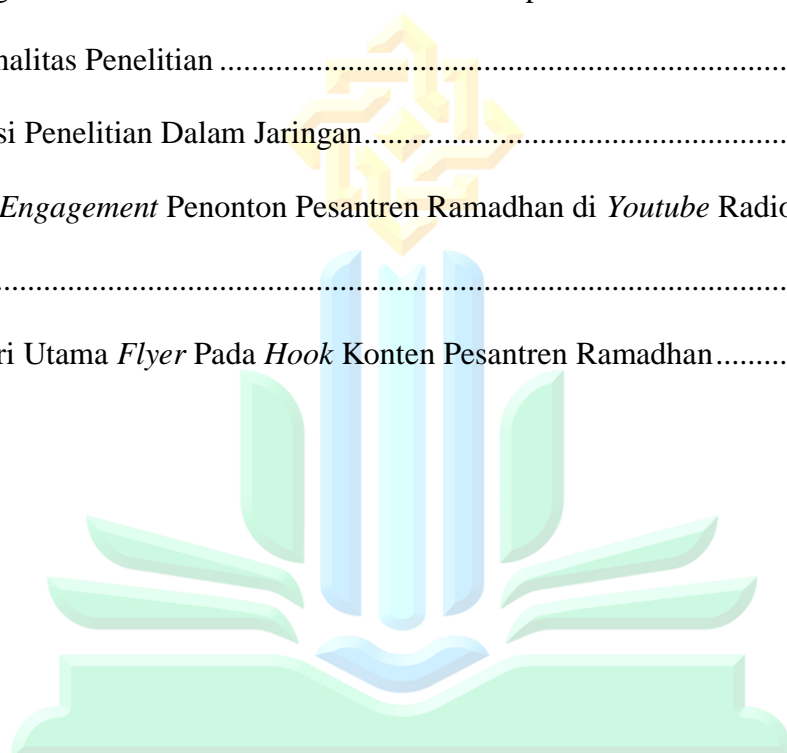 nalitas Penelitian ........................................................................
si Penelitian Dalam Jaringan.....................................................
Engagement Penonton Pesantren Ramadhan di Youtube Radio
....................................................................................................
ri Utama Flyer Pada Hook Konten Pesantren Ramadhan.........